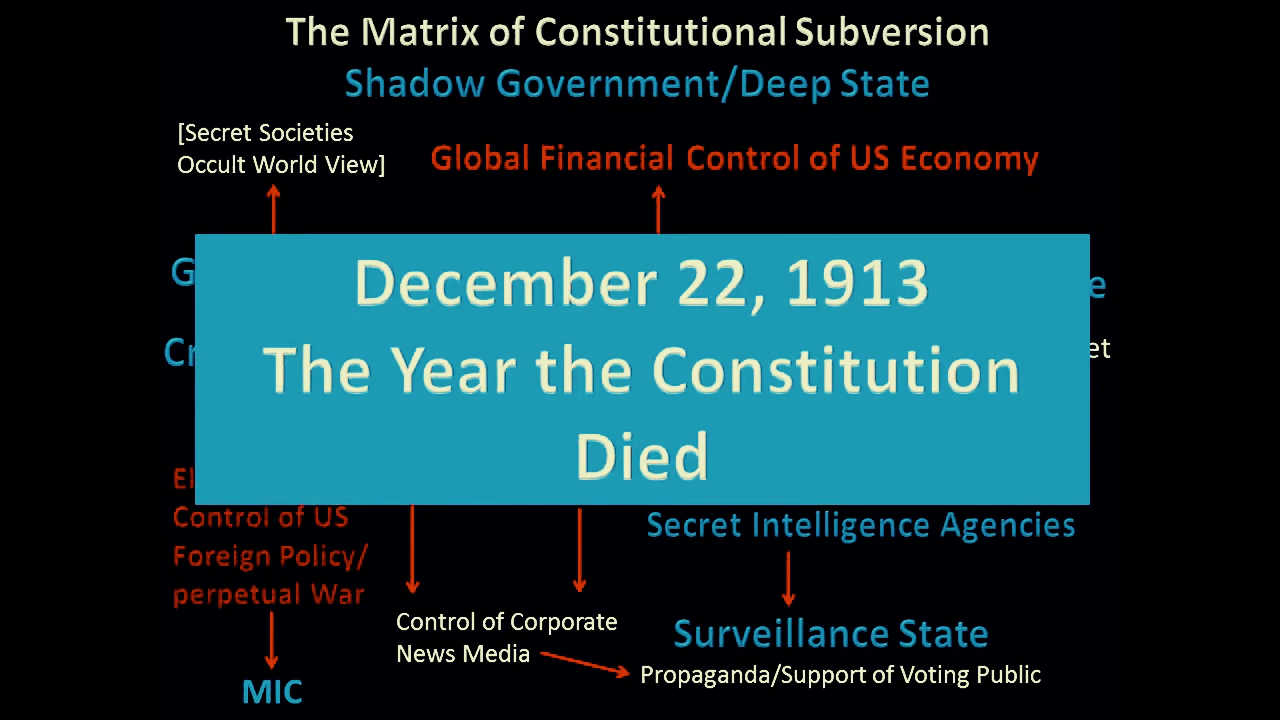 The Matrix of Constitutional Subversion
Shadow Government/Deep State
[Secret Societies
Occult World View]
Global Financial Control of US Economy
December 22, 1913
The Year the Constitution
Died
Control of US
Foreign Policy/
perpetual War
MIC
Control of Corporate
News Media
Secret Intelligence Agencies
Surveillance State
Propaganda/Support of Voting Public